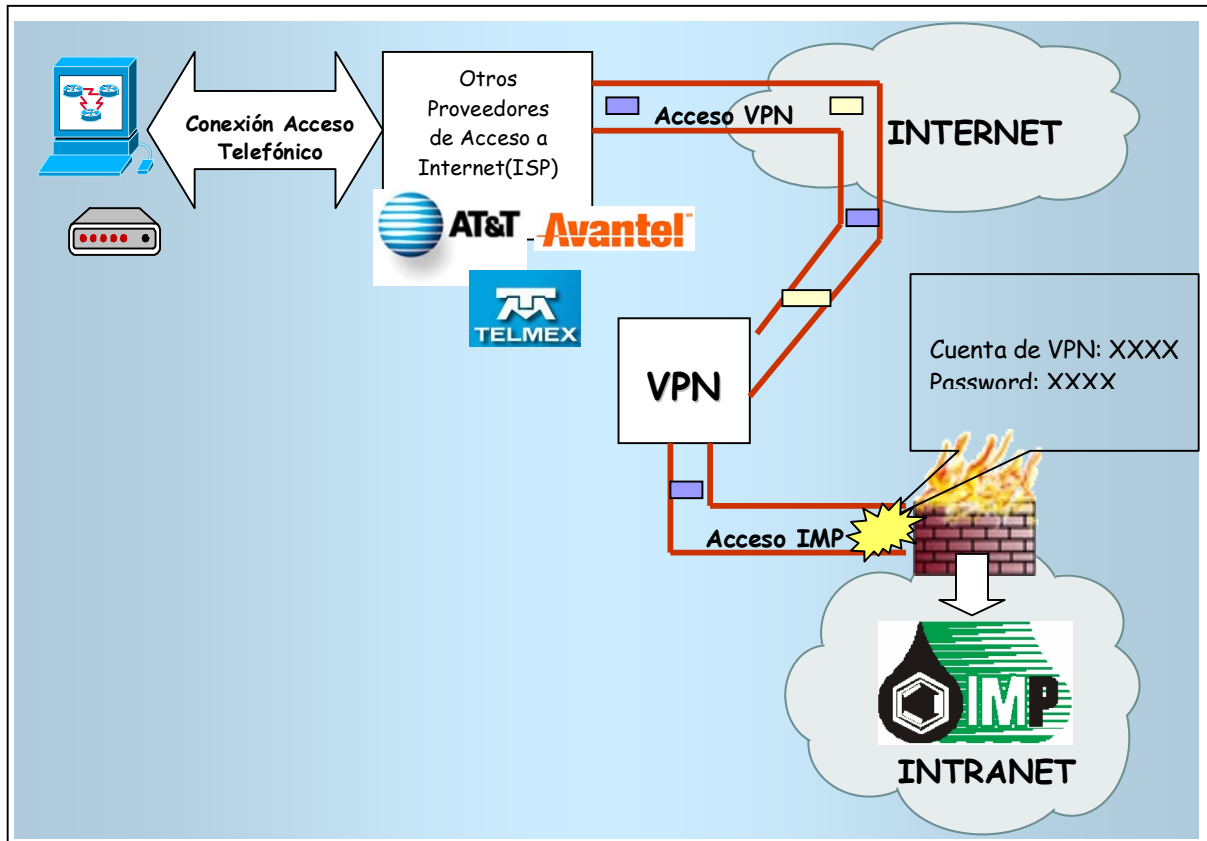 Conexión Acceso
Telefónico
Otros
Proveedores
de Acceso a
Internet(ISP)
AT&T
Avantel
TELMEX
Acceso VPN
INTERNET
VPN
Cuenta de VPN: XXXX
Password: XXXX
Acceso IMP
IMP
INTRANET